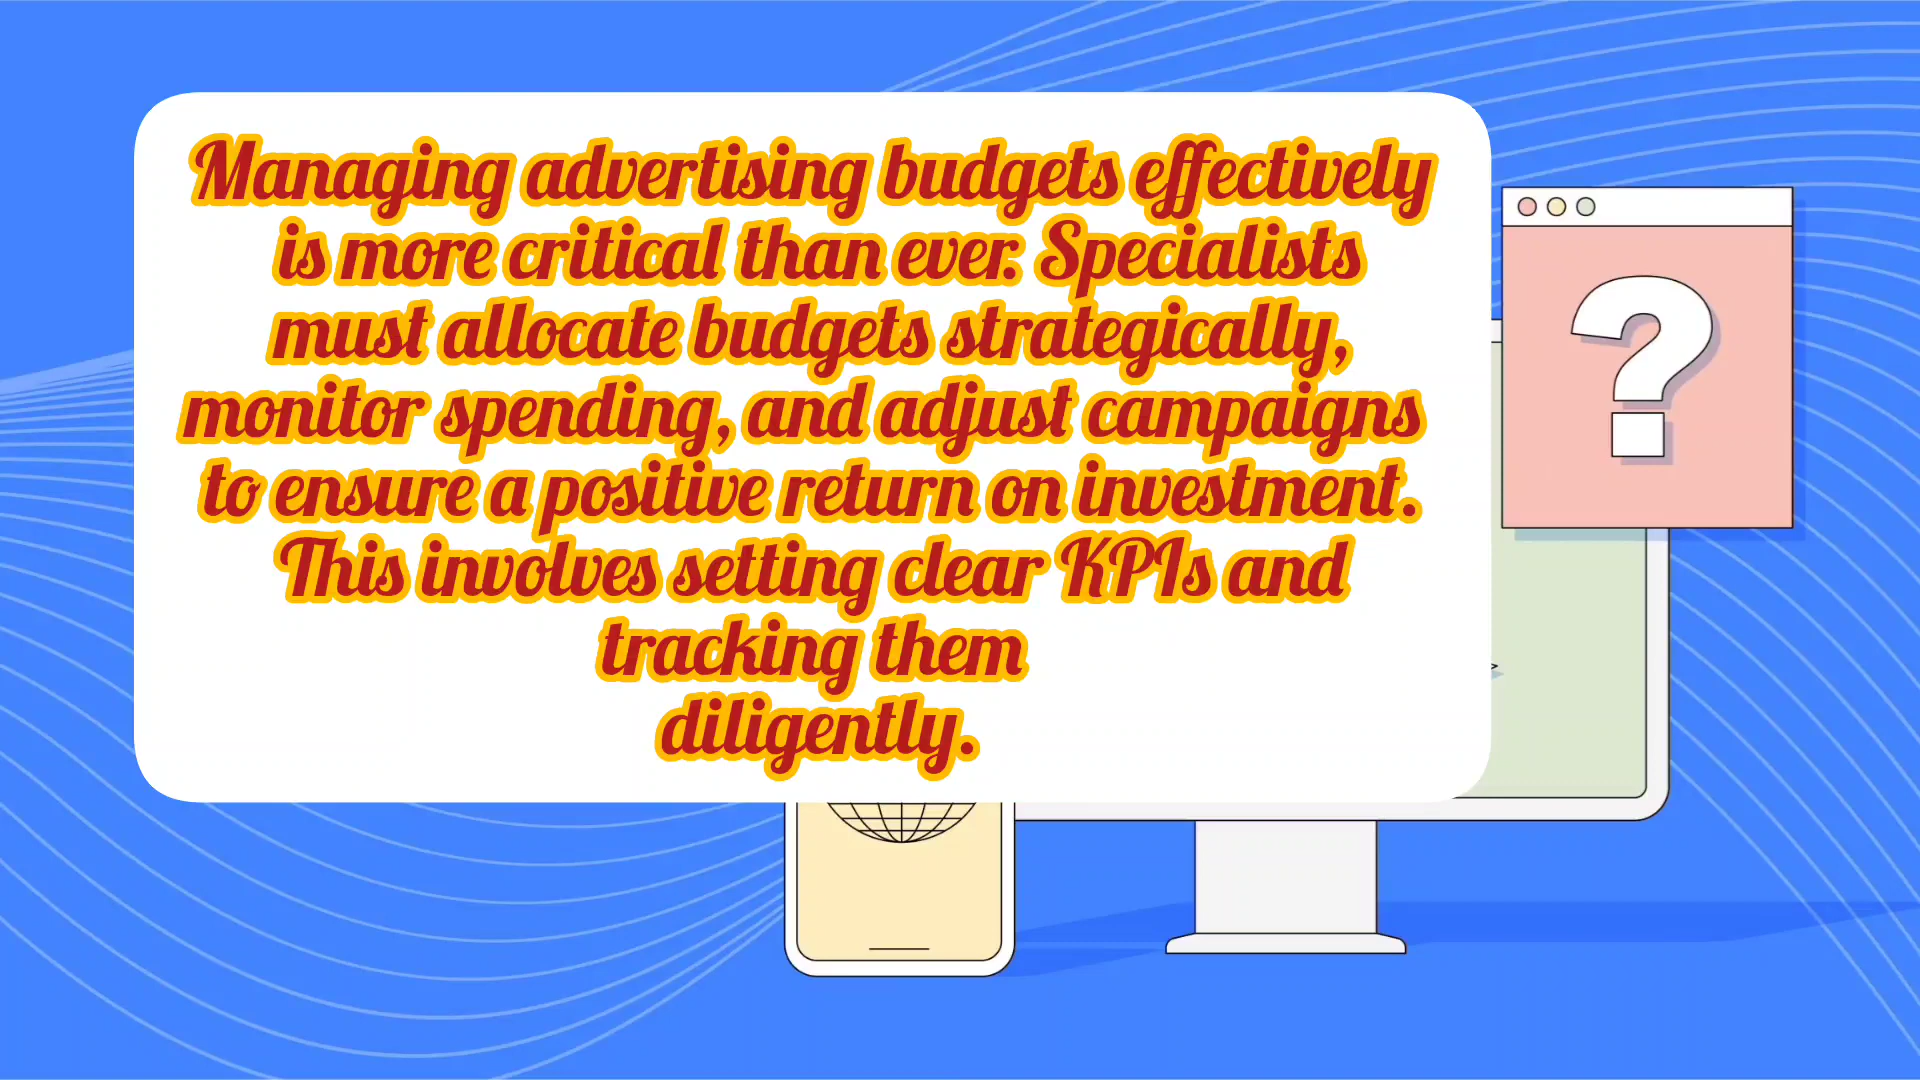 Managing advertising budgets effectively
is more critical than ever. Specialists
must allocate budgets strategically,
monitor spending, and adjust campaigns
to ensure a positive return on investment.
This involves setting clear KPIs and
tracking them
diligently.
?